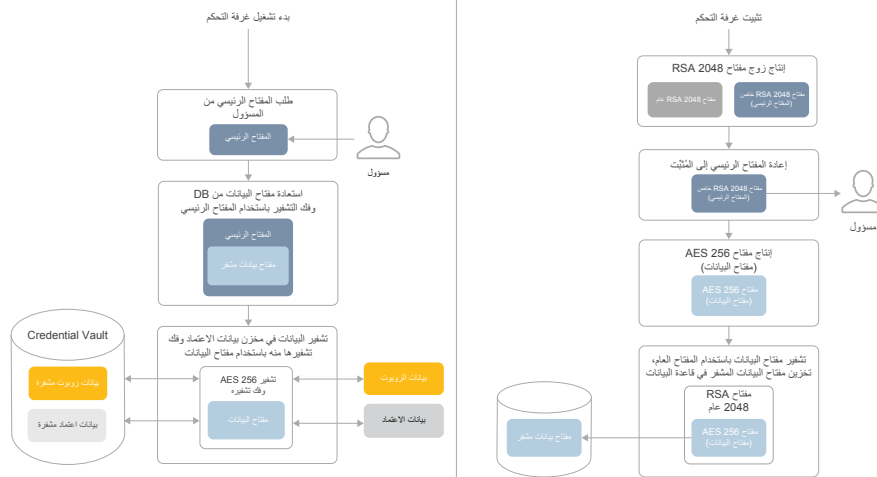 تثبيت غرفة التحكم
إنتاج زوج مفتاح RSA 2048
مفتاح RSA 2048 خاص
(المفتاح الرئيسي)
مفتاح RSA 2048 عام
إعادة المفتاح الرئيسي إلى المُثبِّت
مفتاح RSA 2048 خاص
(المفتاح الرئيسي)
مسؤول
إنتاج مفتاح AES 256
(مفتاح البيانات)
مفتاح AES 256
(مفتاح البيانات)
تشفير مفتاح البيانات باستخدام المفتاح العام،
تخزين مفتاح البيانات المشفر في قاعدة البيانات
مفتاح RSA
2048 عام
مفتاح AES 256
(مفتاح البيانات)
مفتاح بيانات مشفر
بدء تشغيل غرفة التحكم
طلب المفتاح الرئيسي من
المسؤول
المفتاح الرئيسي
مسؤول
استعادة مفتاح البيانات من DB
وفك التشفير باستخدام المفتاح الرئيسي
المفتاح الرئيسي
مفتاح بيانات مشفر
تشفير البيانات في مخزن بيانات الاعتماد وفك
تشفيرها منه باستخدام مفتاح البيانات
تشفير AES 256
وفك تشفيره
مفتاح البيانات
بيانات الروبوت
بيانات الاعتماد
Credential Vault
بيانات روبوت مشفرة
بيانات اعتماد مشفرة